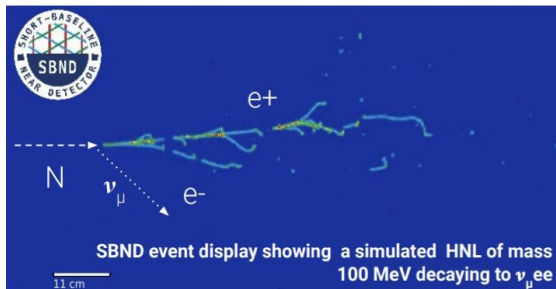 SHORT-BASELINE
SBND
NEAR DETECTOR
e+
N
ν_μ
e-
SBND event display showing a simulated HNL of mass
100 MeV decaying to ν_μee
11 cm